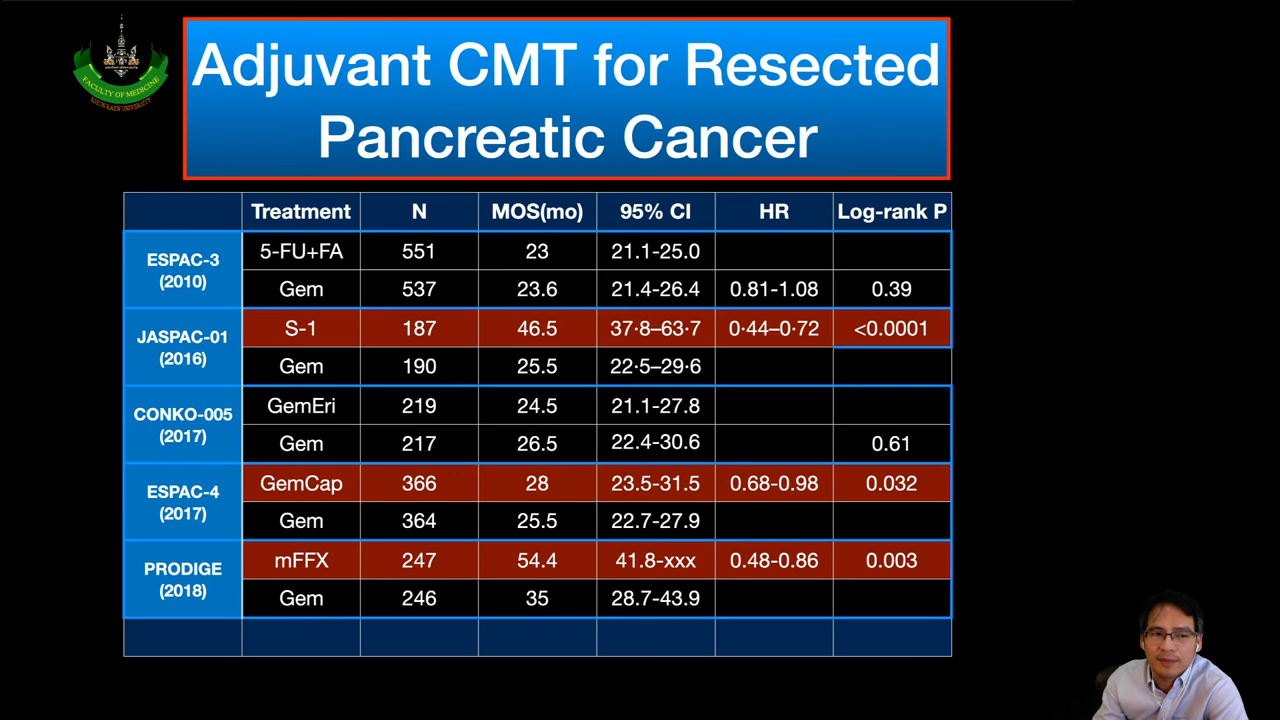 FACULTY OF MEDICINE
KHON KAEN UNIVERSITY
Adjuvant CMT for Resected
Pancreatic Cancer
Treatment N MOS(mo) 95% CI HR Log-rank P
ESPAC-3
(2010)
5-FU+FA 551 23 21.1-25.0
Gem 537 23.6 21.4-26.4 0.81-1.08 0.39
JASPAC-01
(2016)
S-1 187 46.5 37·8–63·7 0·44–0·72 <0.0001
Gem 190 25.5 22·5–29·6
CONKO-005
(2017)
GemEri 219 24.5 21.1-27.8
Gem 217 26.5 22.4-30.6 0.61
ESPAC-4
(2017)
GemCap 366 28 23.5-31.5 0.68-0.98 0.032
Gem 364 25.5 22.7-27.9
PRODIGE
(2018)
mFFX 247 54.4 41.8-xxx 0.48-0.86 0.003
Gem 246 35 28.7-43.9